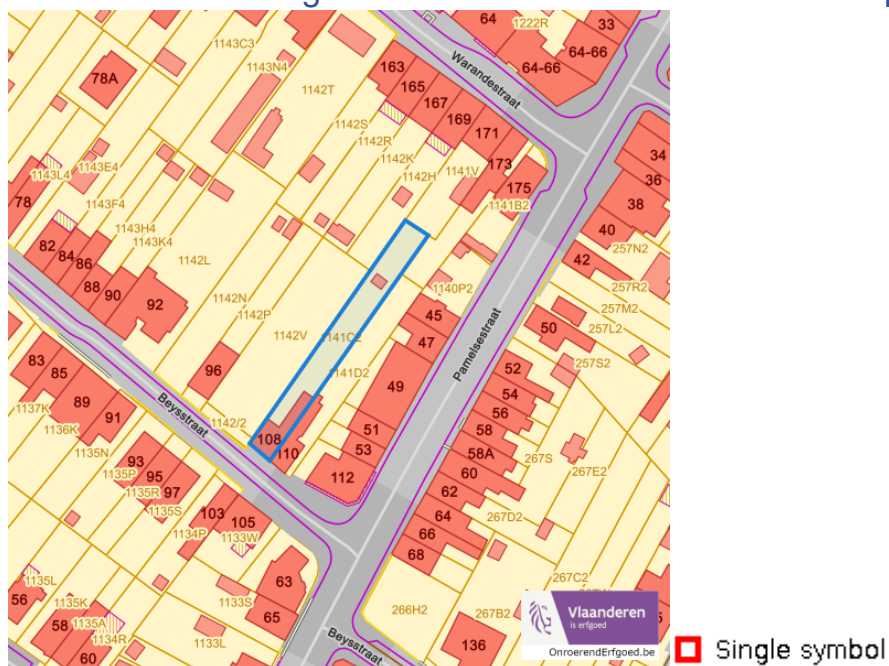 64
1222R
33
64-66
64-66
1143C3
1143N4
78A
1142T
Warandestraat
163
165
167
169
171
173
175
1142S
1142R
1142K
1142H
1141V
1141B2
34
36
38
40
257N2
42
257R2
257M2
257L2
257S2
1143L4
1143E4
78
1143F4
1143H4
1143K4
82
84
86
88
90
92
1142L
1142N
1142P
1142V
1141C2
1141D2
1140P2
45
47
49
51
53
50
52
54
56
58
58A
60
62
64
66
68
Pamelsestraat
267S
267E2
267D2
267C2
96
1142/2
108
110
112
Beysstraat
83
85
89
91
1137K
1136K
1135N
93
95
97
1135P
1135R
1135S
103
105
1134P
1133W
63
65
1133S
1133L
1135L
56
1135K
58
1135A
1134R
60
Beysstraat
266H2
267B2
136
Vlaanderen
is erfgoed
OnroerendErfgoed.be
Single symbol